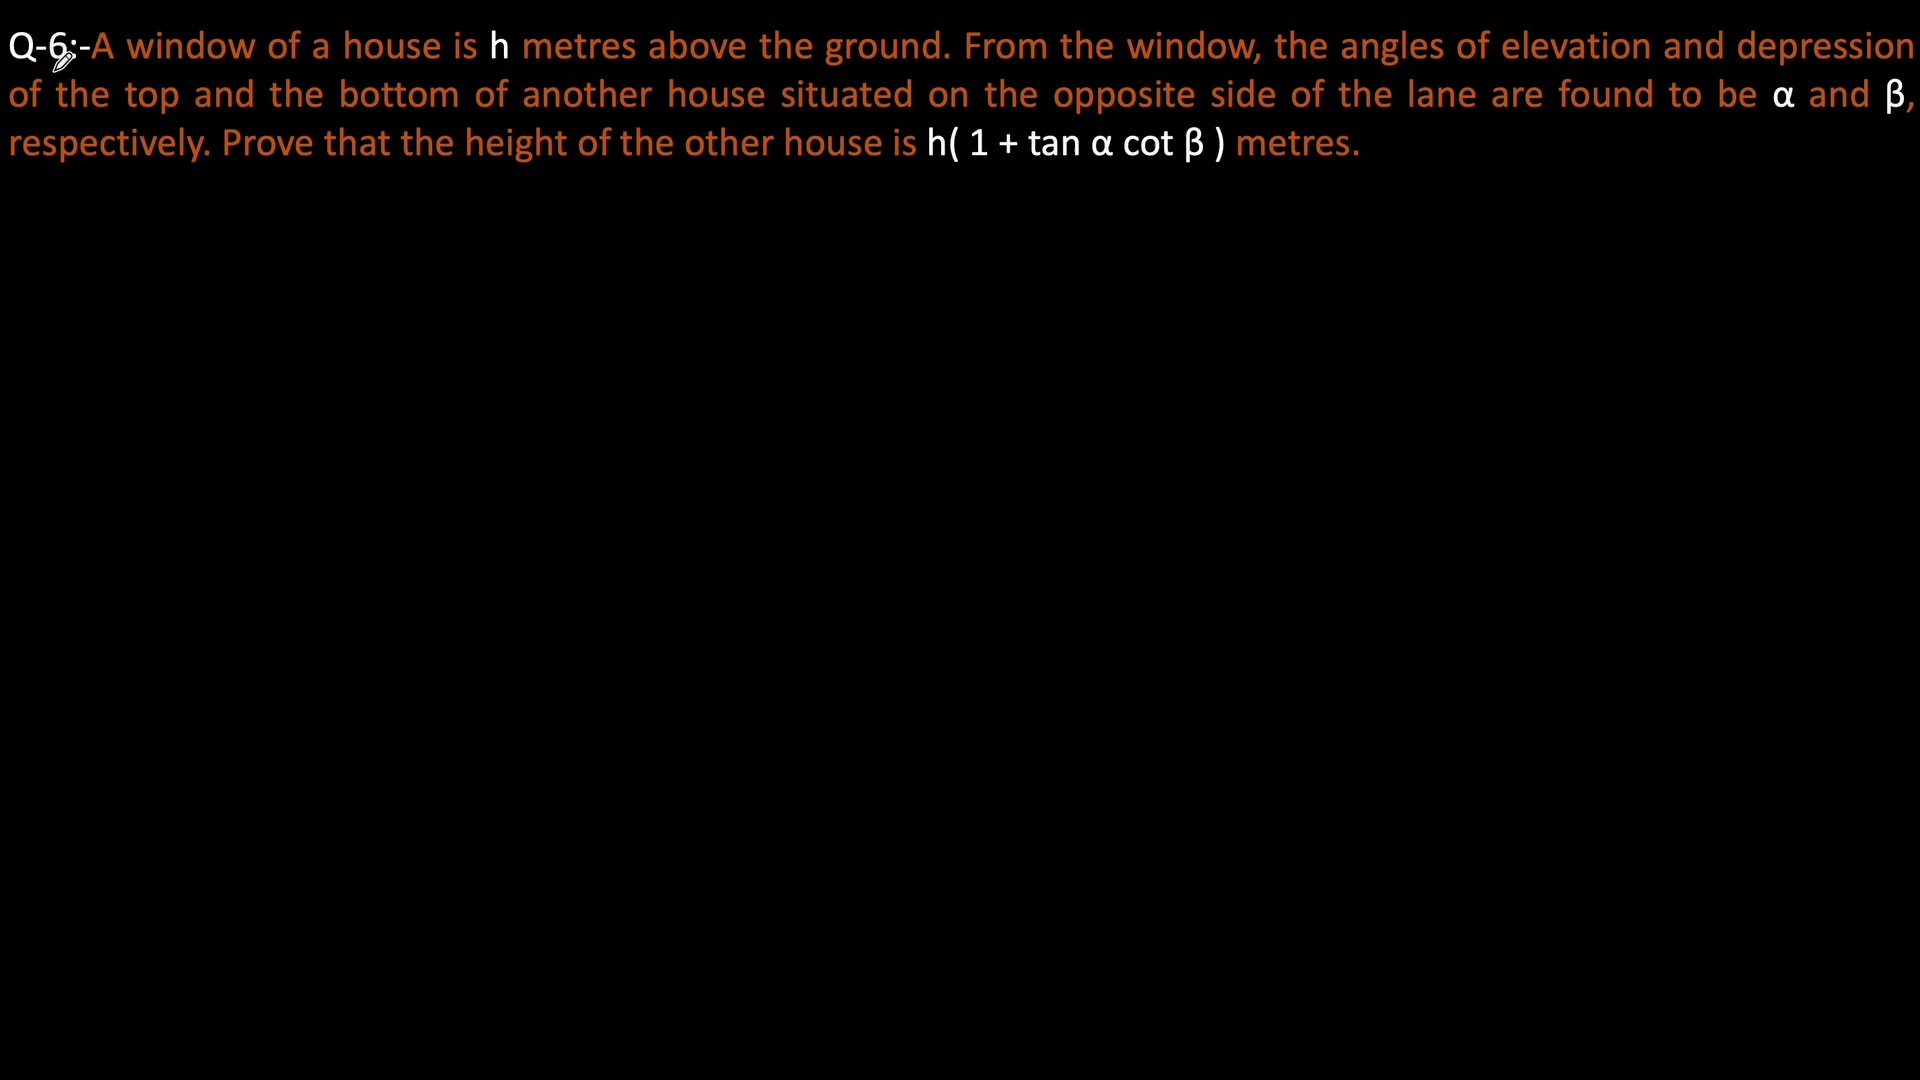 Q-6:-A window of a house is h metres above the ground. From the window, the angles of elevation and depression
of the top and the bottom of another house situated on the opposite side of the lane are found to be α and β,
respectively. Prove that the height of the other house is h( 1 + tan α cot β ) metres.